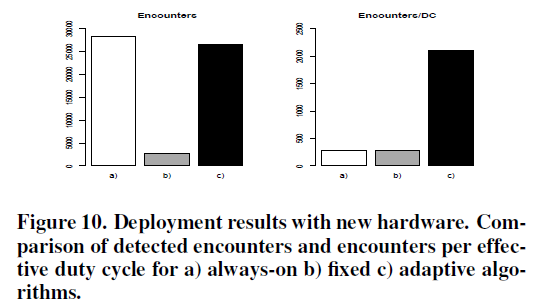 Encounters
Encounters/DC
30000
25000
20000
15000
10000
5000
0
a)
b)
c)
2500
2000
1500
1000
500
0
a)
b)
c)
Figure 10. Deployment results with new hardware. Com-
parison of detected encounters and encounters per effec-
tive duty cycle for a) always-on b) fixed c) adaptive algo-
rithms.